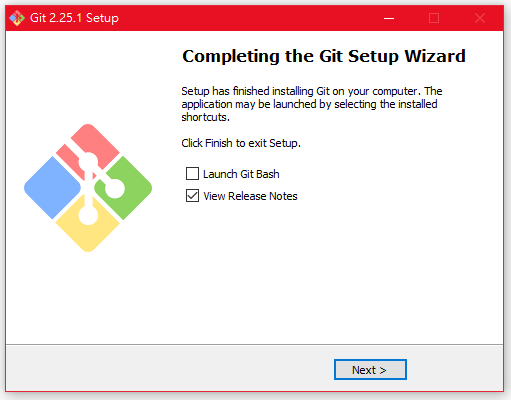 Git 2.25.1 Setup
Completing the Git Setup Wizard
Setup has finished installing Git on your computer. The
application may be launched by selecting the installed
shortcuts.
Click Finish to exit Setup.
Launch Git Bash
View Release Notes
Next >